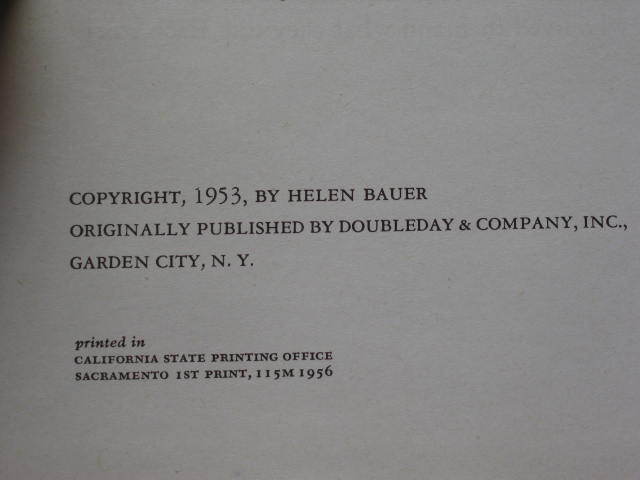 COPYRIGHT, 1953, BY HELEN BAUER
ORIGINALLY PUBLISHED BY DOUBLEDAY & COMPANY, INC.,
GARDEN CITY, N. Y.
printed in
CALIFORNIA STATE PRINTING OFFICE
SACRAMENTO 1ST PRINT, 115M 1956